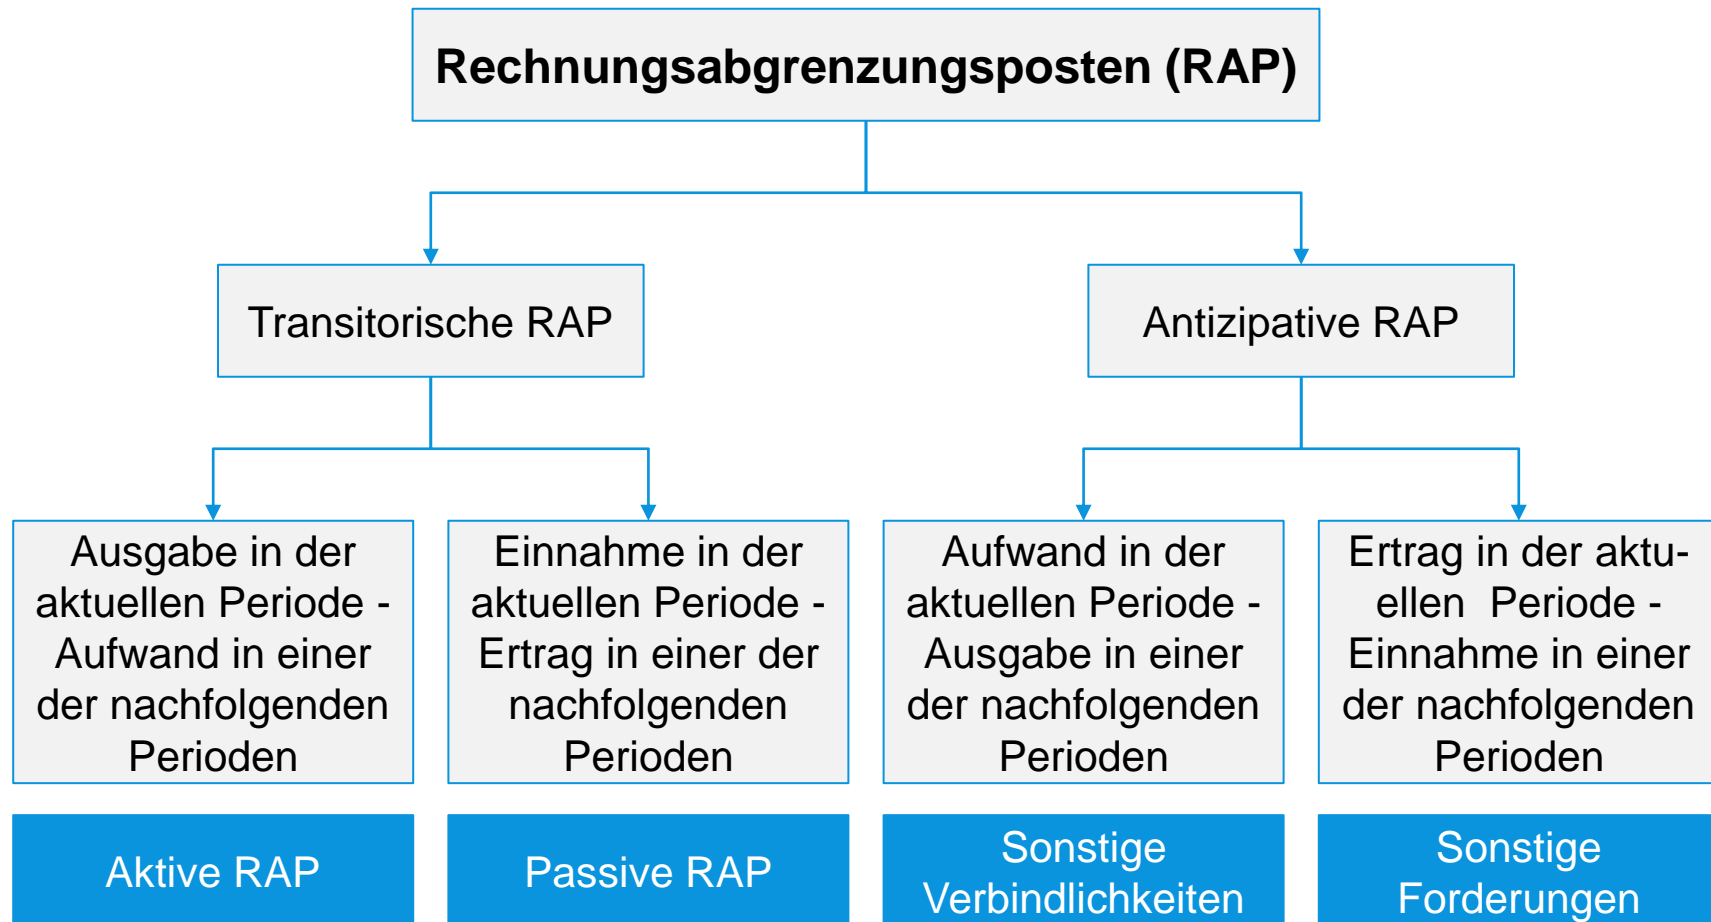 Rechnungsabgrenzungsposten (RAP)
Transitorische RAP
Antizipative RAP
Ausgabe in der
aktuellen Periode -
Aufwand in einer
der nachfolgenden
Perioden
Einnahme in der
aktuellen Periode -
Ertrag in einer der
nachfolgenden
Perioden
Aufwand in der
aktuellen Periode -
Ausgabe in einer
der nachfolgenden
Perioden
Ertrag in der aktu-
ellen  Periode -
Einnahme in einer
der nachfolgenden
Perioden
Aktive RAP
Passive RAP
Sonstige
Verbindlichkeiten
Sonstige
Forderungen